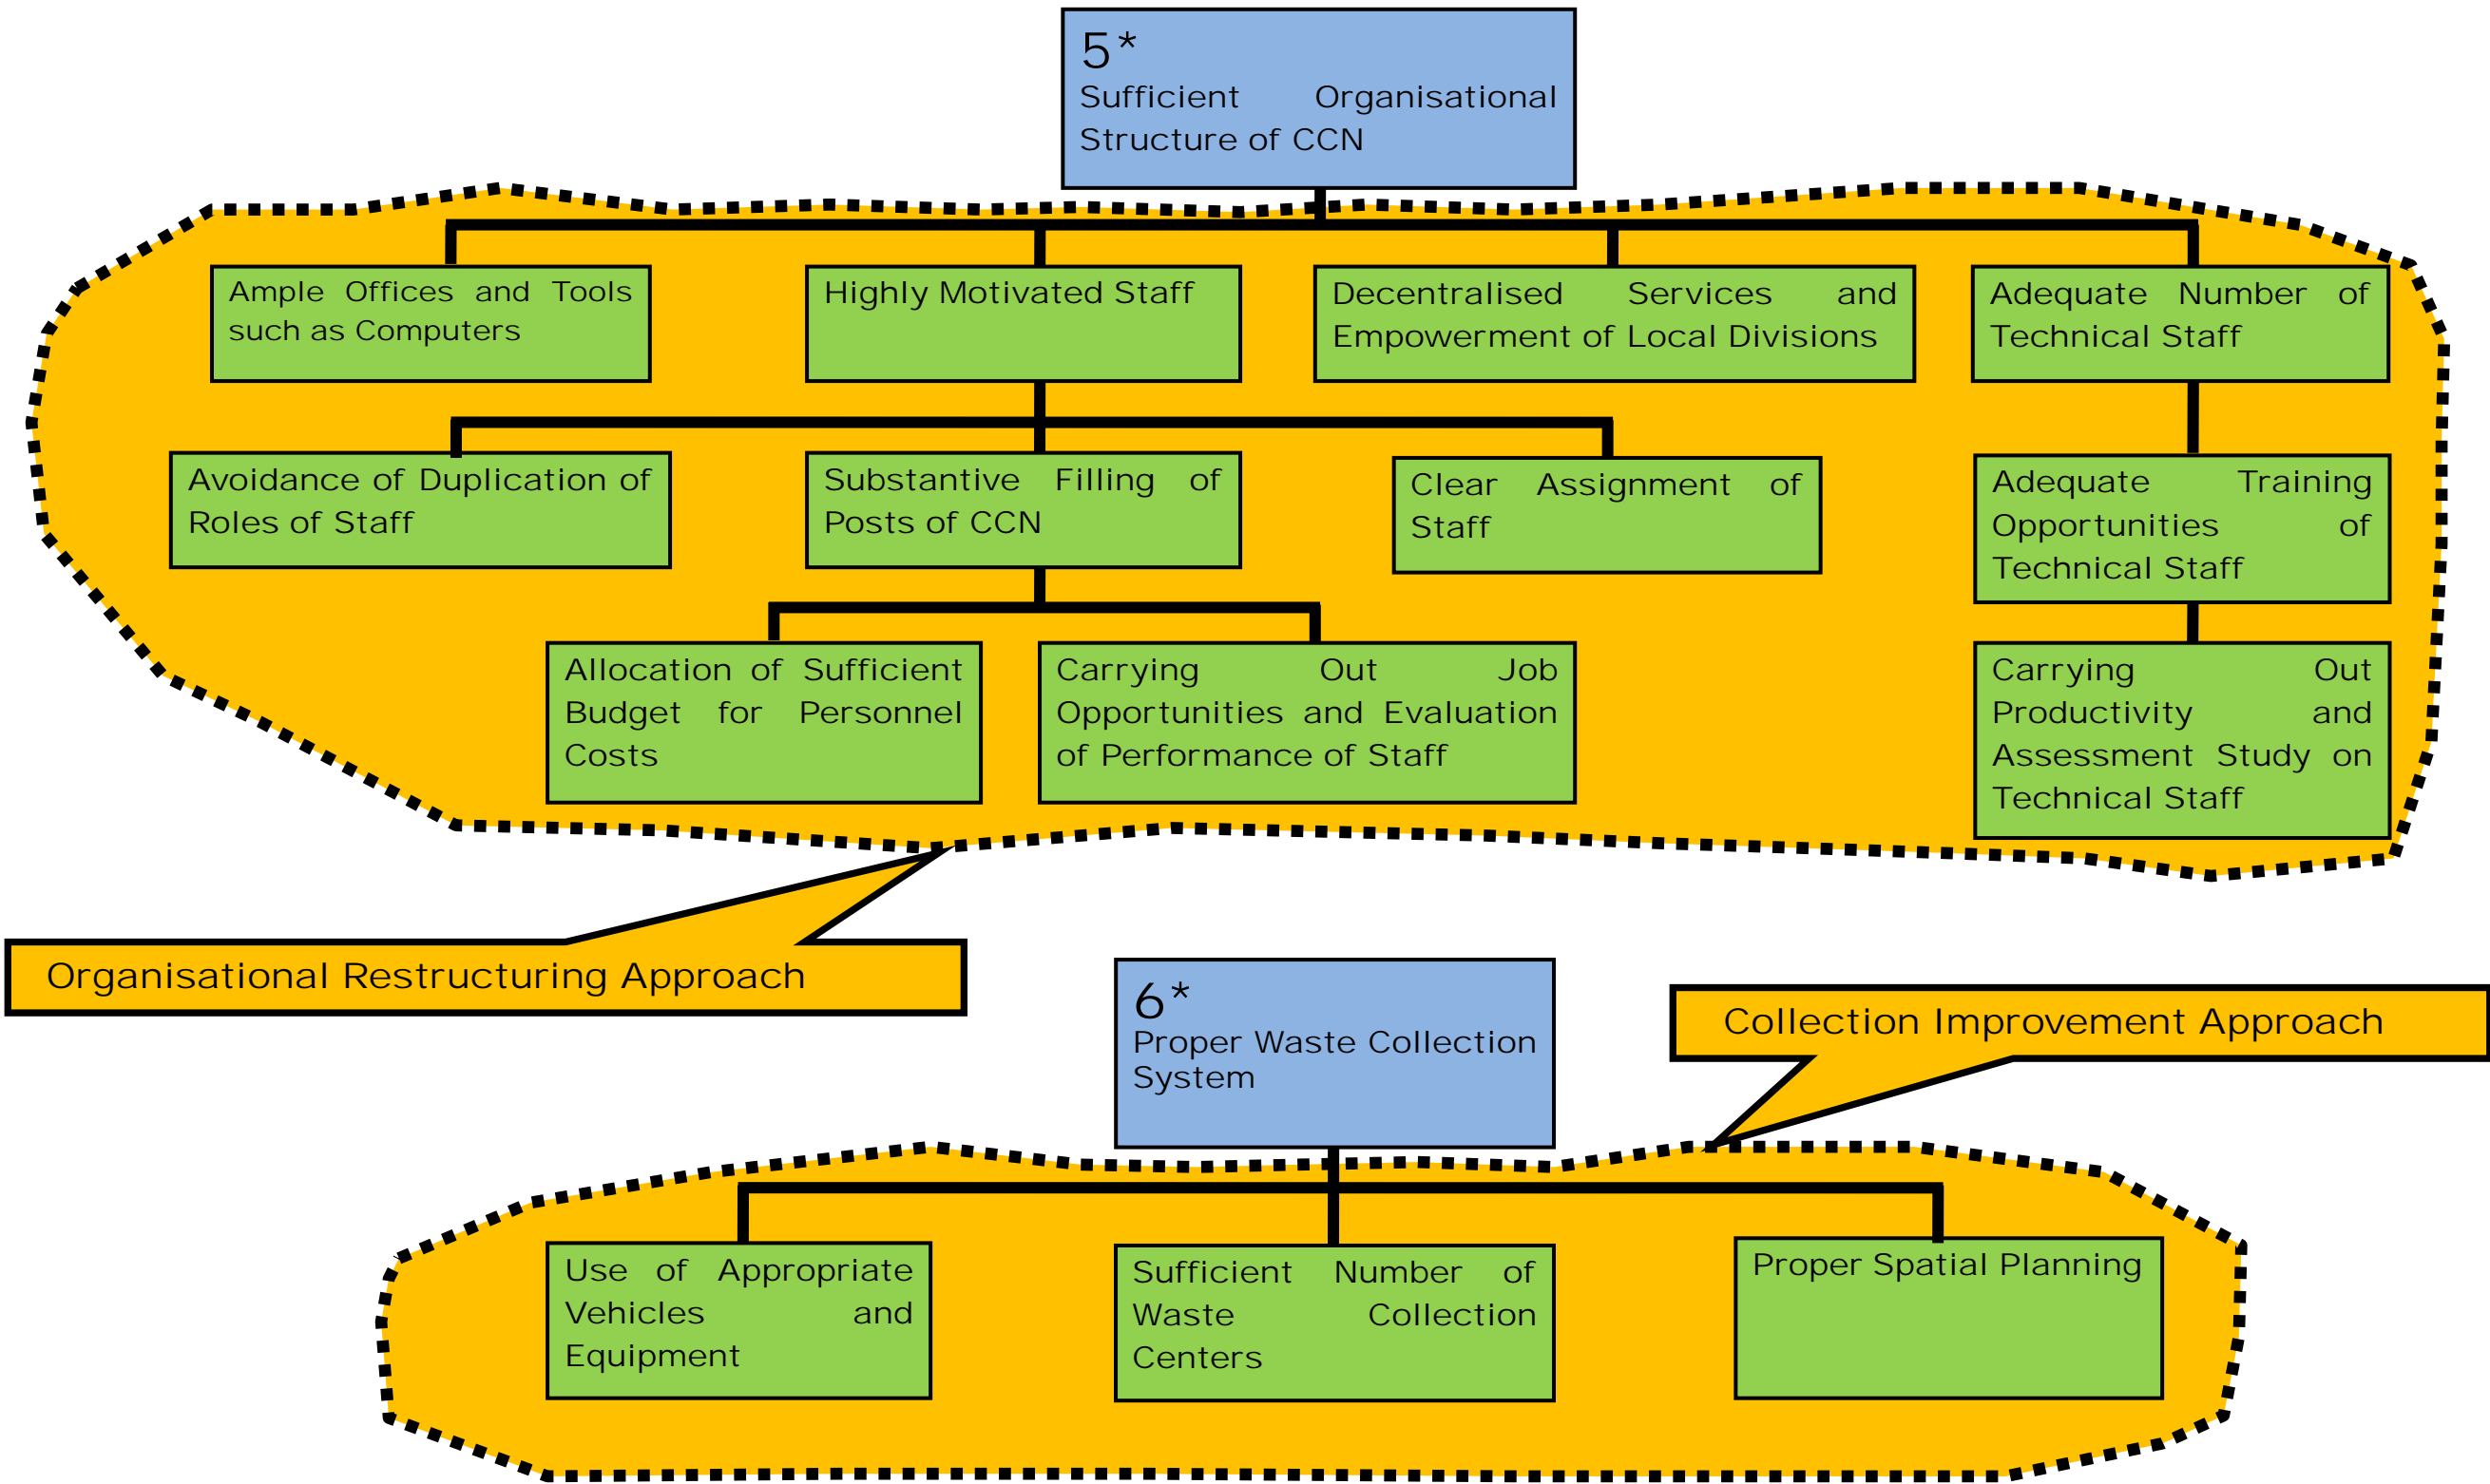 5*
Sufficient Organisational
Structure of CCN
Ample Offices and Tools
such as Computers
Highly Motivated Staff
Decentralised Services and
Empowerment of Local Divisions
Adequate Number of
Technical Staff
Avoidance of Duplication of
Roles of Staff
Substantive Filling of
Posts of CCN
Clear Assignment of
Staff
Adequate Training
Opportunities of
Technical Staff
Allocation of Sufficient
Budget for Personnel
Costs
Carrying Out Job
Opportunities and Evaluation
of Performance of Staff
Carrying Out
Productivity and
Assessment Study on
Technical Staff
Organisational Restructuring Approach
6*
Proper Waste Collection
System
Collection Improvement Approach
Use of Appropriate
Vehicles and
Equipment
Sufficient Number of
Waste Collection
Centers
Proper Spatial Planning